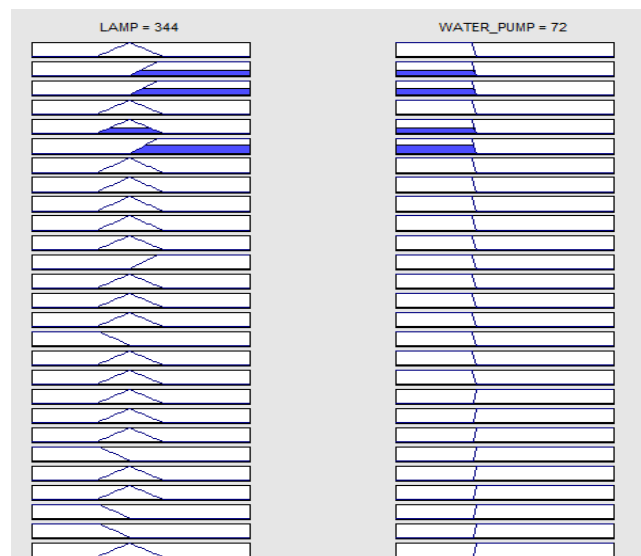 LAMP = 344
WATER_PUMP = 72